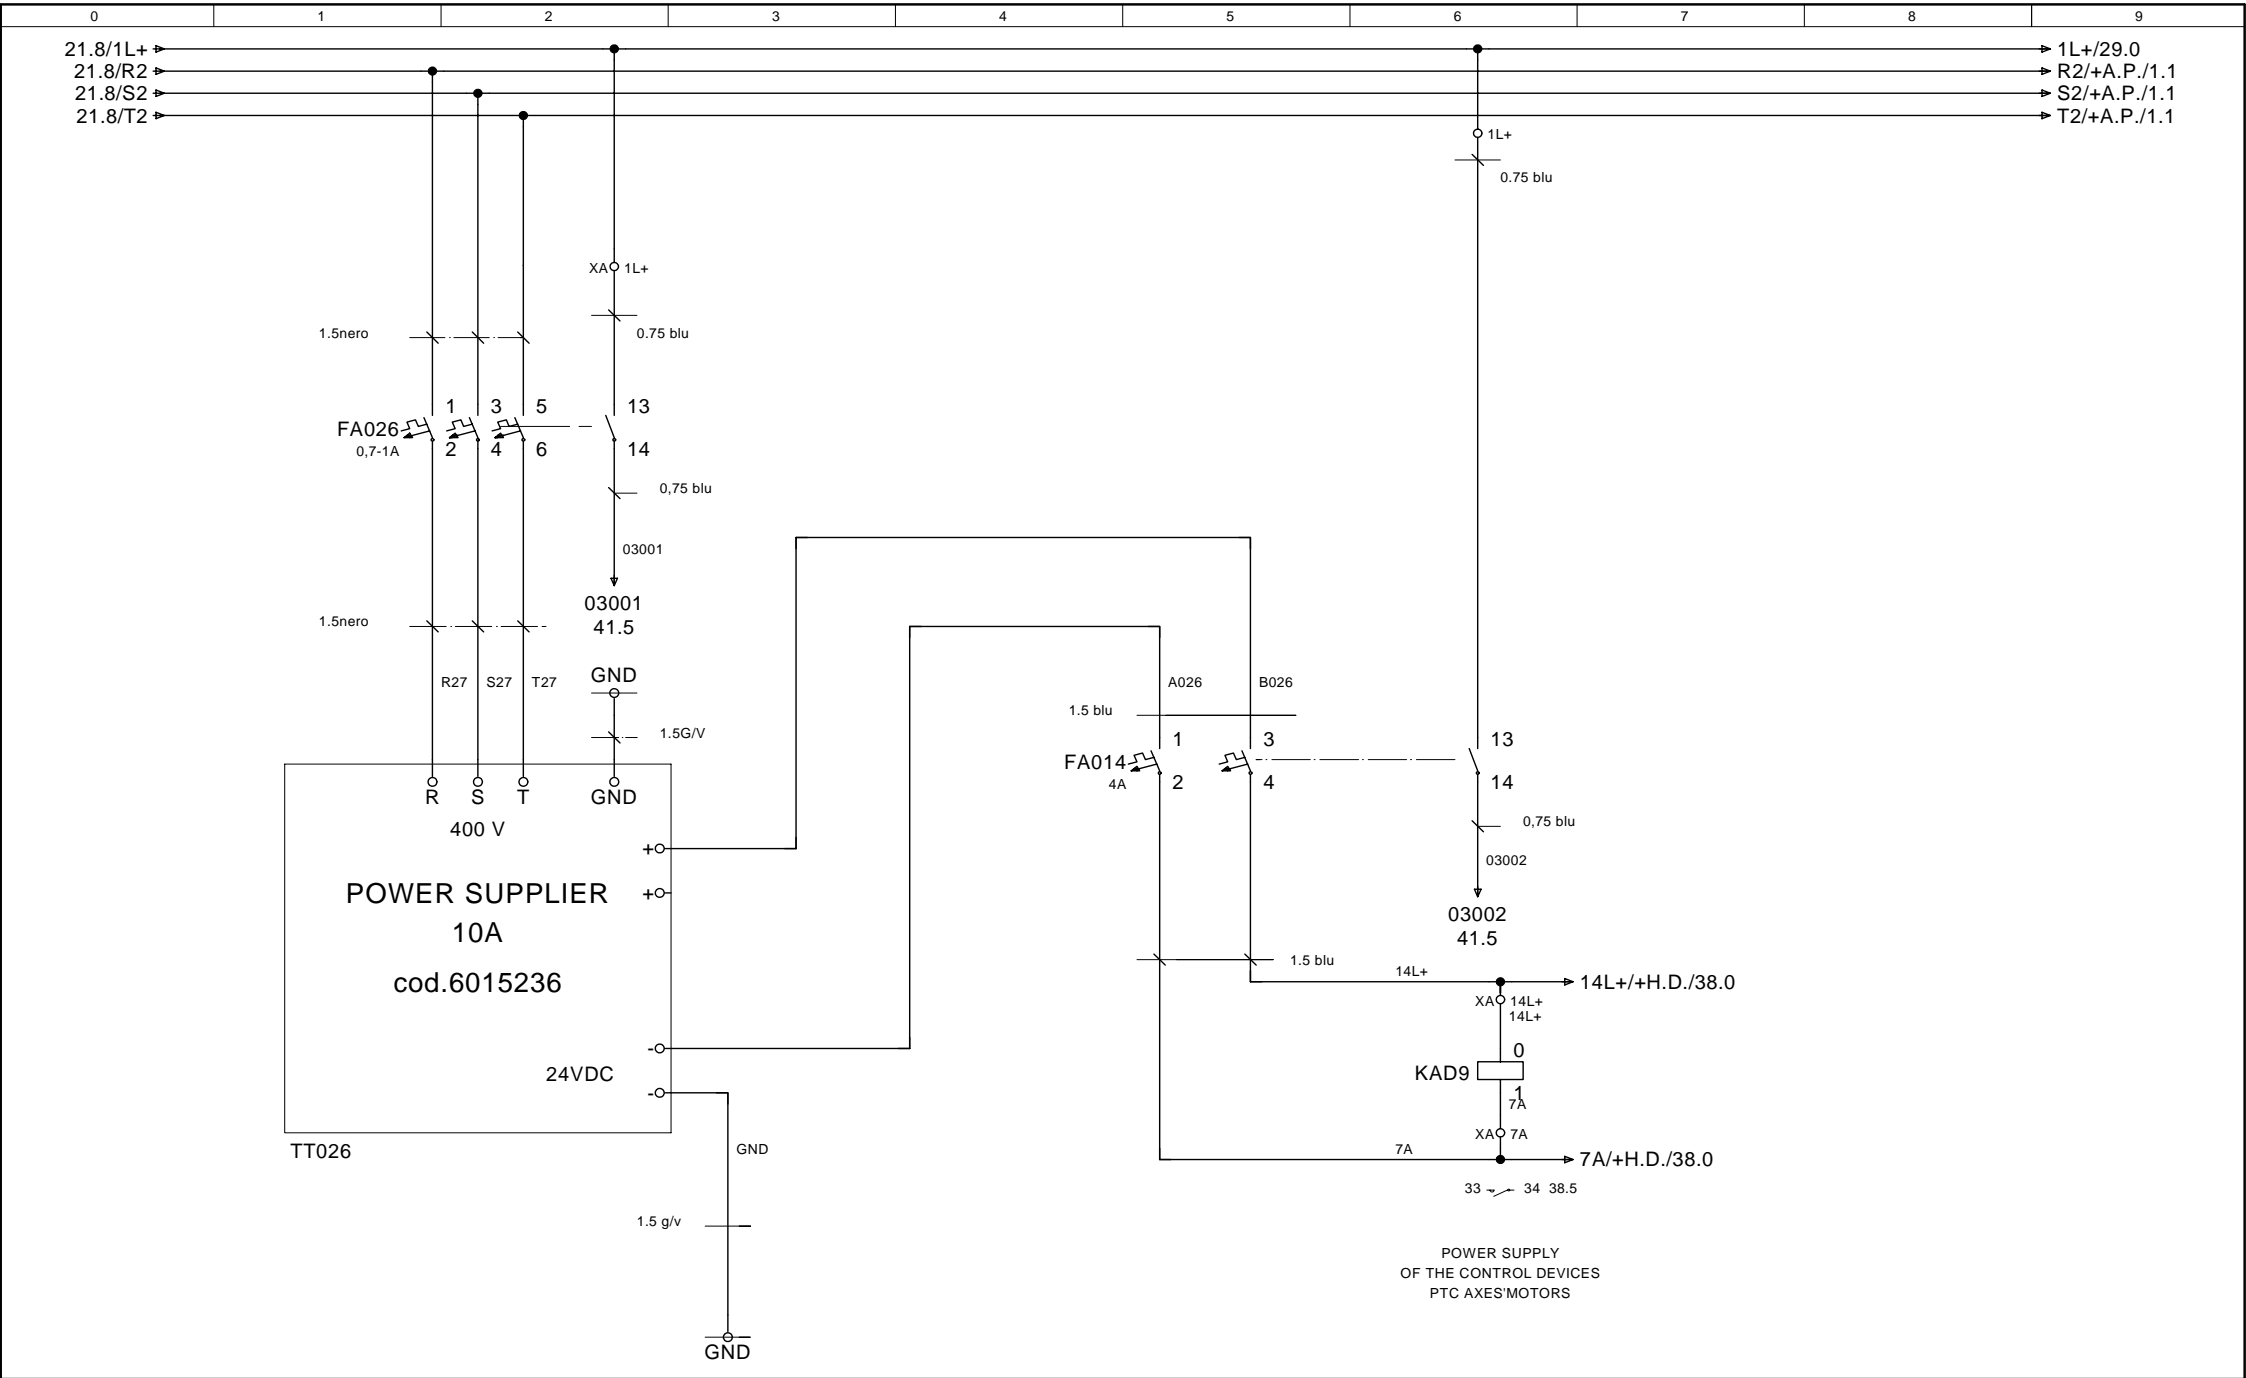 0 1 2 3 4 5 6 7 8 9
21.8/1L+ 1L+/29.0
21.8/R2 R2/+A.P./1.1
21.8/S2 S2/+A.P./1.1
21.8/T2 T2/+A.P./1.1
1L+
0.75 blu
XA 1L+
1.5nero 0.75 blu
1 3 5 13
FA026
0,7-1A 2 4 6 14
0,75 blu
03001
03001
41.5
1.5nero
GND
R27 S27 T27 A026 B026
1.5 blu
1.5G/V
1 3 13
FA014
4A 2 4 14
R S T GND
400 V
0,75 blu
+
03002
POWER SUPPLIER +
10A
03002
41.5
cod.6015236
1.5 blu
14L+ 14L+/+H.D./38.0
XA 14L+
14L+
-
0
24VDC KAD9
-
1
7A
XA 7A
TT026 GND
7A 7A/+H.D./38.0
33 34 38.5
1.5 g/v
POWER SUPPLY
OF THE CONTROL DEVICES
PTC AXES'MOTORS
GND